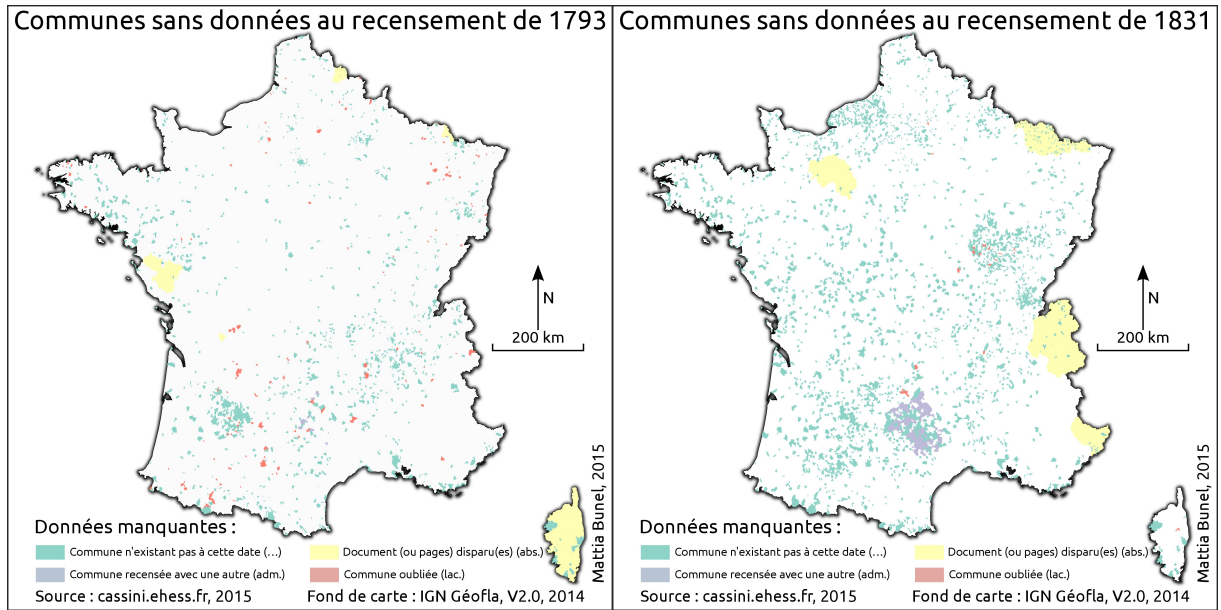 Communes sans données au recensement de 1793
N
200 km
Mattia Bunel, 2015
Données manquantes :
Commune n'existant pas à cette date (...)
Document (ou pages) disparu(es) (abs.)
Commune recensée avec une autre (adm.)
Commune oubliée (lac.)
Source : cassini.ehess.fr, 2015
Fond de carte : IGN Géofla, V2.0, 2014
Communes sans données au recensement de 1831
N
200 km
Mattia Bunel, 2015
Données manquantes :
Commune n'existant pas à cette date (...)
Document (ou pages) disparu(es) (abs.)
Commune recensée avec une autre (adm.)
Commune oubliée (lac.)
Source : cassini.ehess.fr, 2015
Fond de carte : IGN Géofla, V2.0, 2014